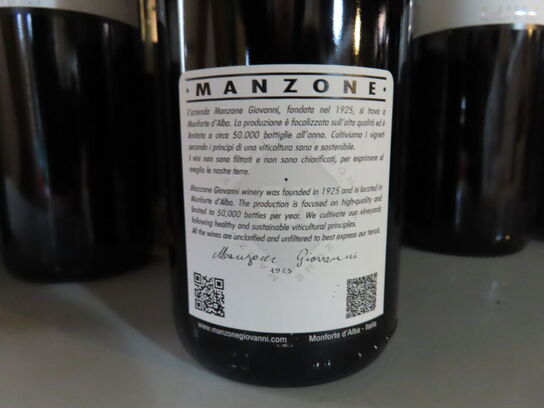 · MANZONE ·
L'azienda Manzone Giovanni, fondata nel 1925, si trova a
Monforte d'Alba. La produzione è focalizzata sull'alta qualità ed è
limitata a circa 50.000 bottiglie all'anno. Coltiviamo i vigneti
secondo i principi di una viticoltura sana e sostenibile.
I vini non sono filtrati e non sono chiarificati, per esprimere al
meglio le nostre terre.
Manzone Giovanni winery was founded in 1925 and is located in
Monforte d'Alba. The production is focused on high-quality and
limited to 50,000 bottles per year. We cultivate our vineyards
following healthy and sustainable viticultural principles.
All the wines are unclarified and unfiltered to best express our terroir.
Manzone Giovanni
1925
www.manzonegiovanni.com Monforte d'Alba - Italia